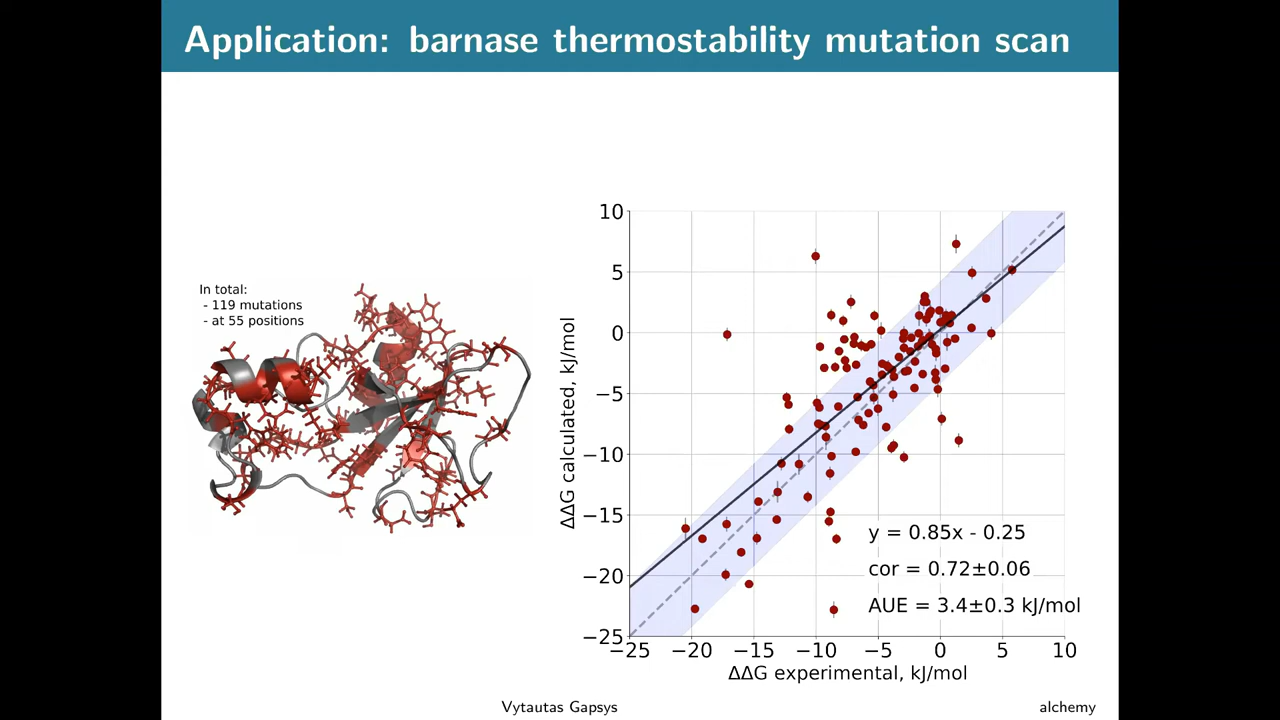 Application: barnase thermostability mutation scan
In total:
- 119 mutations
- at 55 positions
10
5
0
−5
−10
−15
−20
−25
ΔΔG calculated, kJ/mol
y = 0.85x - 0.25
cor = 0.72±0.06
AUE = 3.4±0.3 kJ/mol
−25 −20 −15 −10 −5 0 5 10
ΔΔG experimental, kJ/mol
Vytautas Gapsys
alchemy